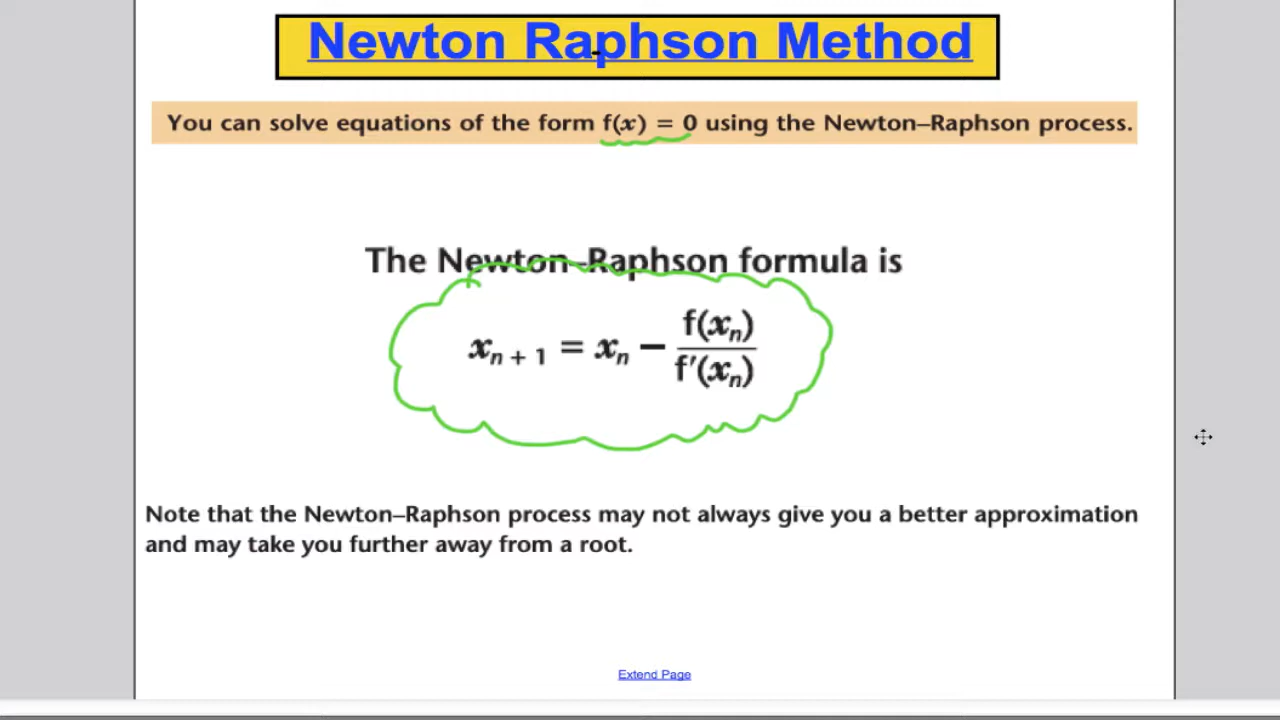 Newton Raphson Method
You can solve equations of the form f(x) = 0 using the Newton–Raphson process.
The Newton–Raphson formula is
xₙ₊₁ = xₙ − f(xₙ)/f′(xₙ)
Note that the Newton–Raphson process may not always give you a better approximation
and may take you further away from a root.
Extend Page